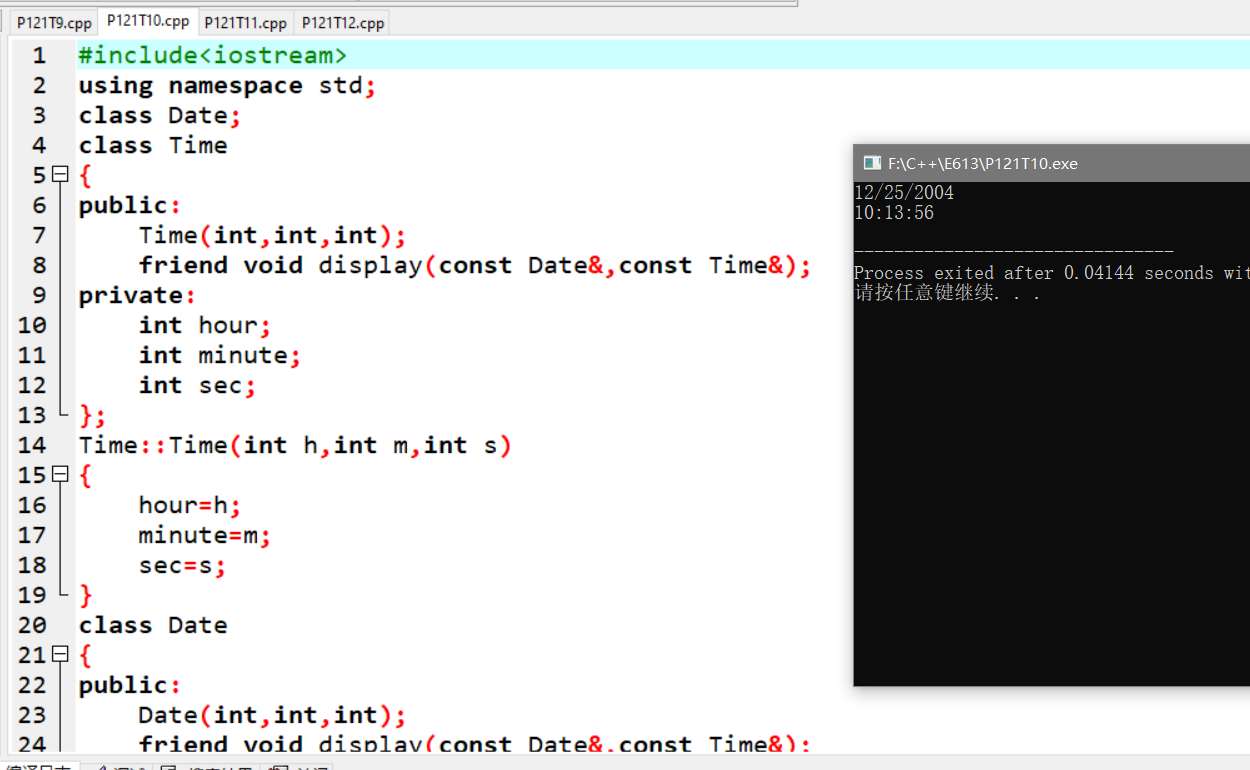 P121T9.cpp P121T10.cpp P121T11.cpp P121T12.cpp
1 #include<iostream>
2 using namespace std;
3 class Date;
4 class Time
5 {
6 public:
7 Time(int,int,int);
8 friend void display(const Date&,const Time&);
9 private:
10 int hour;
11 int minute;
12 int sec;
13 };
14 Time::Time(int h,int m,int s)
15 {
16 hour=h;
17 minute=m;
18 sec=s;
19 }
20 class Date
21 {
22 public:
23 Date(int,int,int);
24 friend void display(const Date&,const Time&);
F:\C++\E613\P121T10.exe
12/25/2004
10:13:56
--------------------------------
Process exited after 0.04144 seconds wit
请按任意键继续. . .